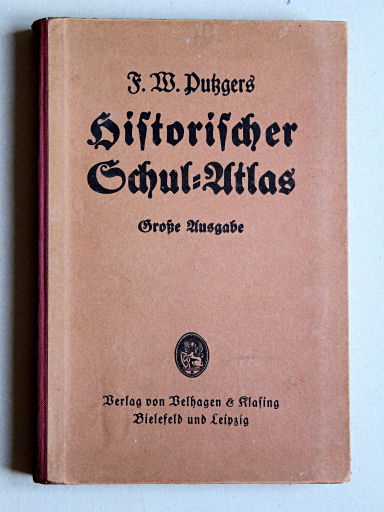 F. W. Putzgers
Historischer
Schul-Atlas
Große Ausgabe
Verlag von Velhagen & Klasing
Bielefeld und Leipzig